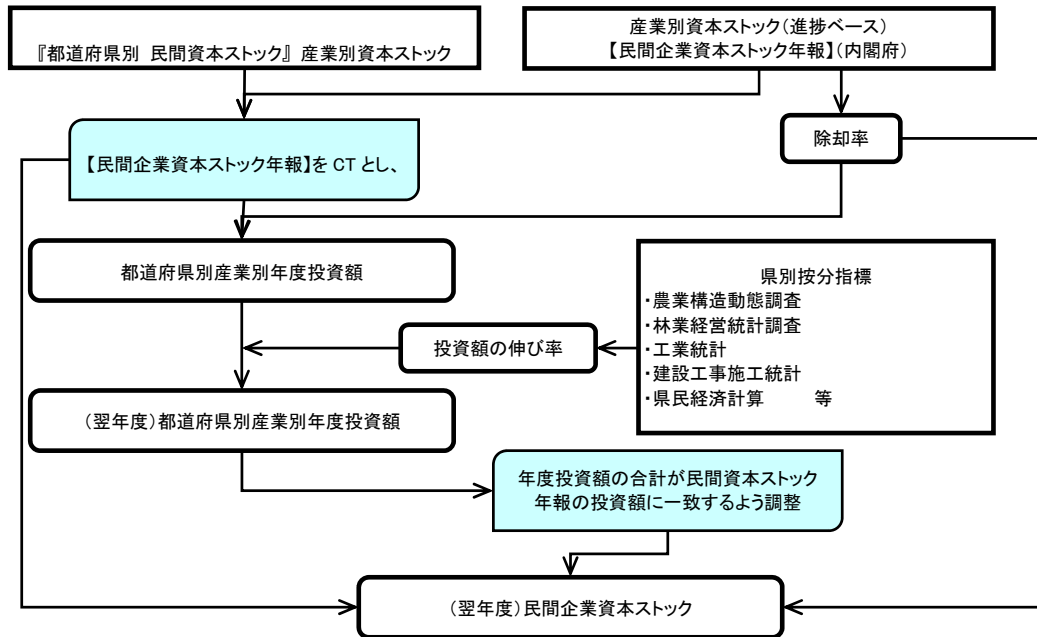 『都道府県別 民間資本ストック』 産業別資本ストック
産業別資本ストック(進捗ベース)
【民間企業資本ストック年報】(内閣府)
除却率
【民間企業資本ストック年報】を CT とし、
都道府県別産業別年度投資額
県別按分指標
・農業構造動態調査
・林業経営統計調査
・工業統計
・建設工事施工統計
・県民経済計算 等
投資額の伸び率
(翌年度)都道府県別産業別年度投資額
年度投資額の合計が民間資本ストック
年報の投資額に一致するよう調整
(翌年度)民間企業資本ストック